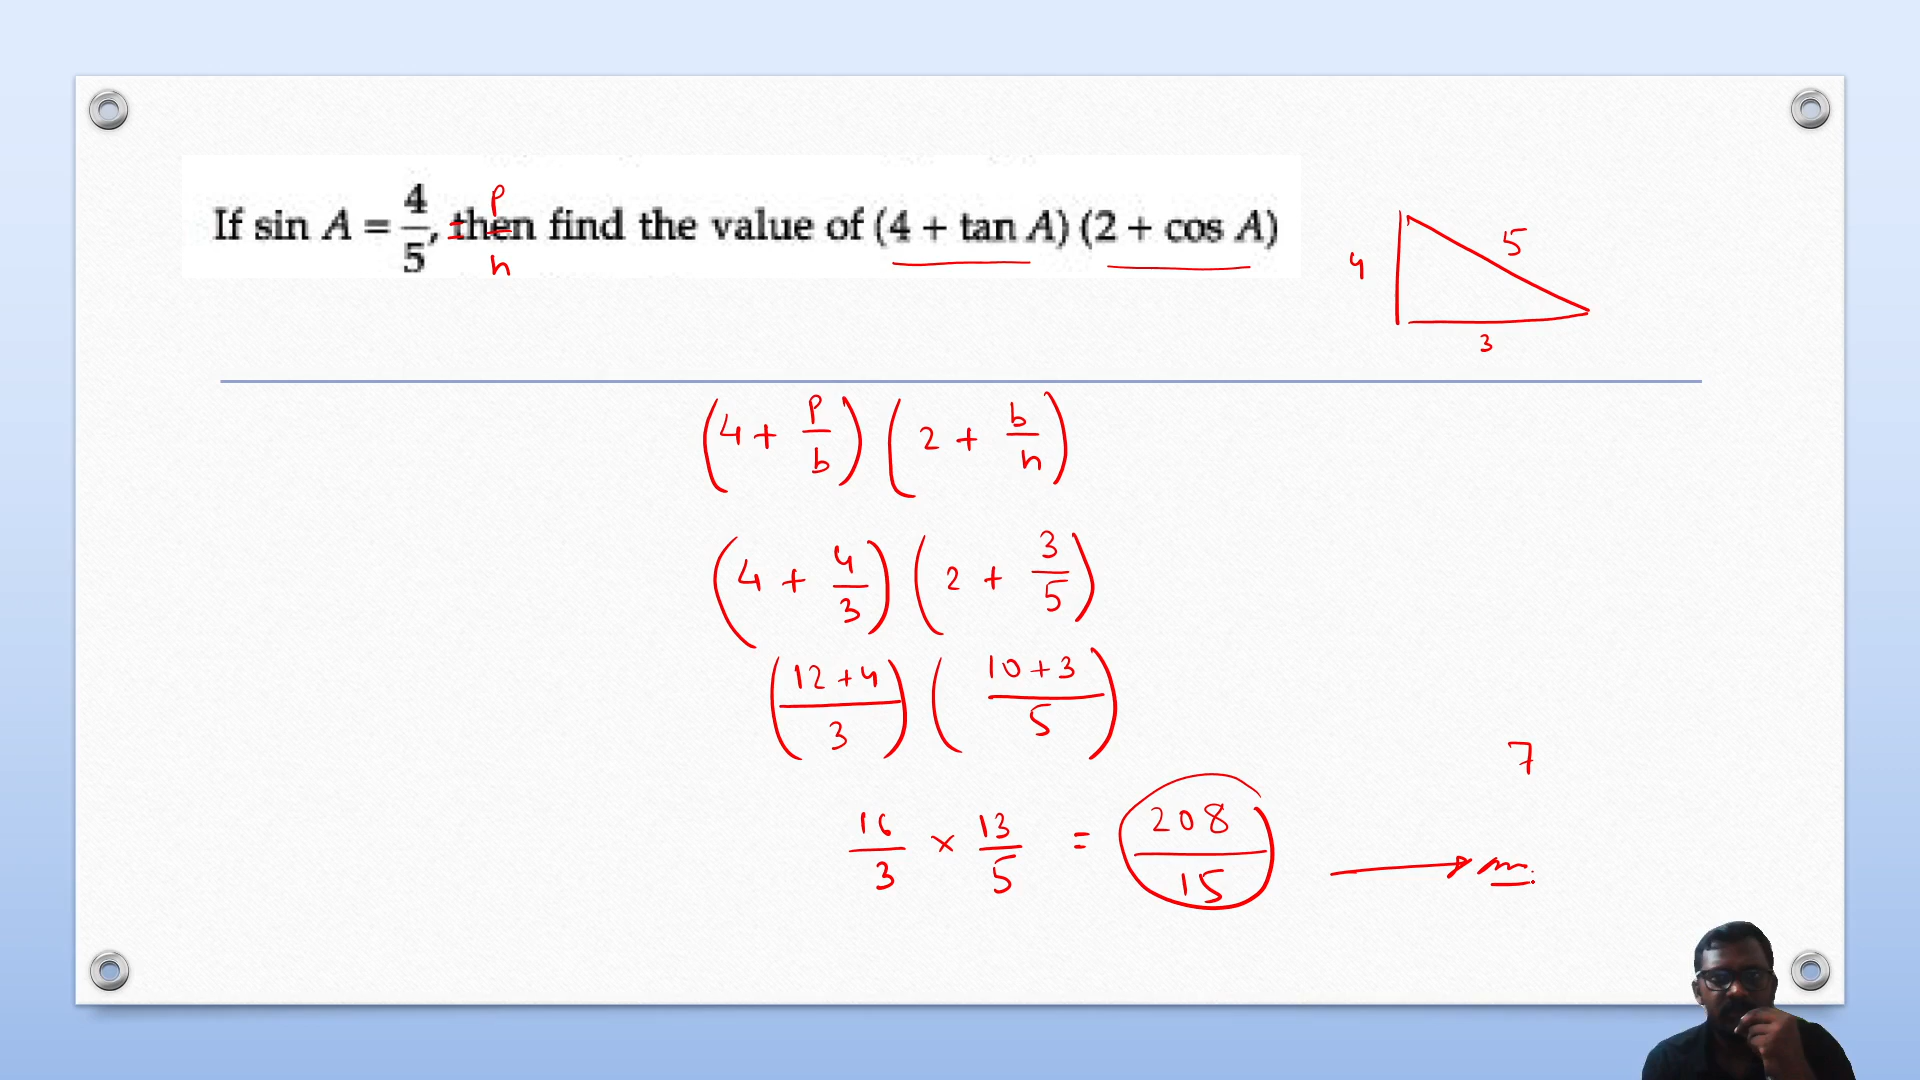 If sin A = 4/5, then find the value of (4 + tan A) (2 + cos A)
= p/h
4
5
3
(4 + p/b) (2 + b/h)
(4 + 4/3) (2 + 3/5)
((12 + 4)/3) ((10 + 3)/5)
7
16/3 × 13/5 = 208/15